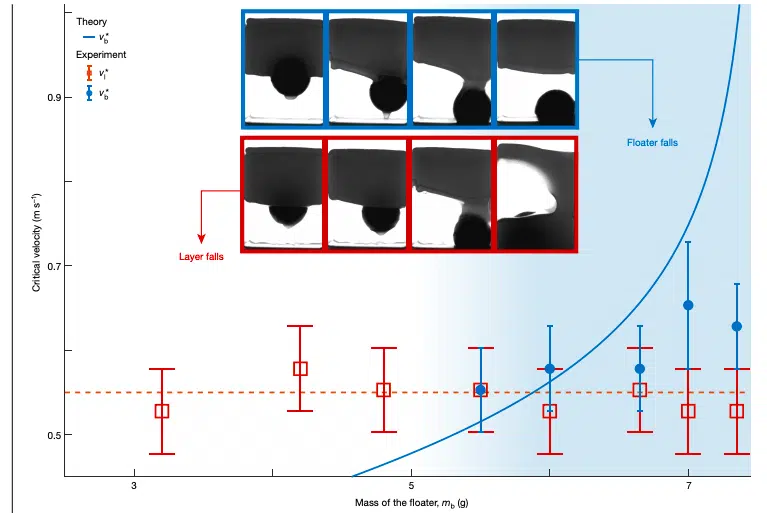 Theory
v_b*
Experiment
v_l*
v_b*
Floater falls
Layer falls
Critical velocity (m s⁻¹)
0.9
0.7
0.5
3
5
7
Mass of the floater, m_b (g)